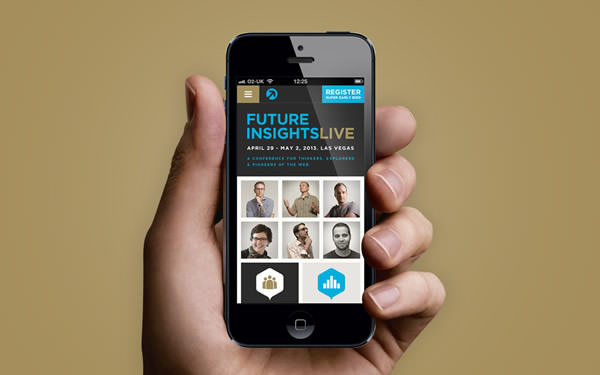 O2-UK 12:25
REGISTER
SUPER EARLY BIRD
FUTURE
INSIGHTSLIVE
APRIL 29 - MAY 2, 2013. LAS VEGAS
A CONFERENCE FOR THINKERS, EXPLORERS
& PIONEERS OF THE WEB.